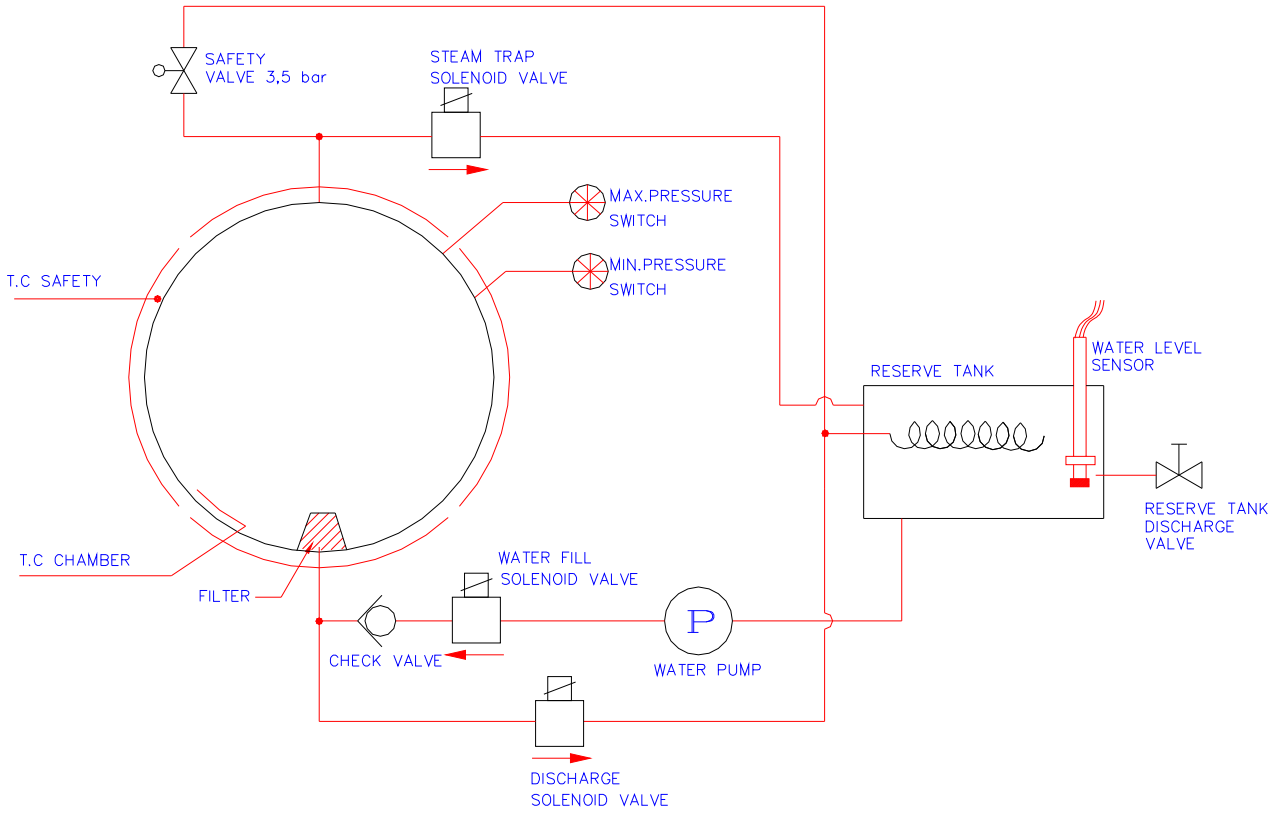 SAFETY
VALVE 3,5 bar
STEAM TRAP
SOLENOID VALVE
MAX.PRESSURE
SWITCH
MIN.PRESSURE
SWITCH
T.C SAFETY
WATER LEVEL
SENSOR
RESERVE TANK
RESERVE TANK
DISCHARGE
VALVE
T.C CHAMBER
FILTER
WATER FILL
SOLENOID VALVE
CHECK VALVE
P
WATER PUMP
DISCHARGE
SOLENOID VALVE